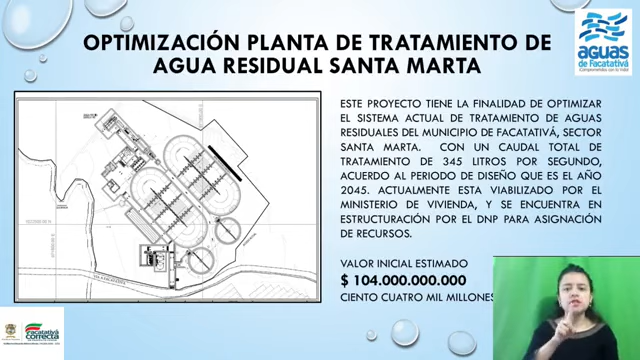 OPTIMIZACIÓN PLANTA DE TRATAMIENTO DE
AGUA RESIDUAL SANTA MARTA
aguas
de Facatativá
ESTE PROYECTO TIENE LA FINALIDAD DE OPTIMIZAR
EL SISTEMA ACTUAL DE TRATAMIENTO DE AGUAS
RESIDUALES DEL MUNICIPIO DE FACATATIVÁ, SECTOR
SANTA MARTA. CON UN CAUDAL TOTAL DE
TRATAMIENTO DE 345 LITROS POR SEGUNDO,
ACUERDO AL PERIODO DE DISEÑO QUE ES EL AÑO
2045. ACTUALMENTE ESTA VIABILIZADO POR EL
MINISTERIO DE VIVIENDA, Y SE ENCUENTRA EN
ESTRUCTURACIÓN POR EL DNP PARA ASIGNACIÓN
DE RECURSOS.
VALOR INICIAL ESTIMADO
$ 104.000.000.000
CIENTO CUATRO MIL MILLONES
Facatativá
CORRECTA